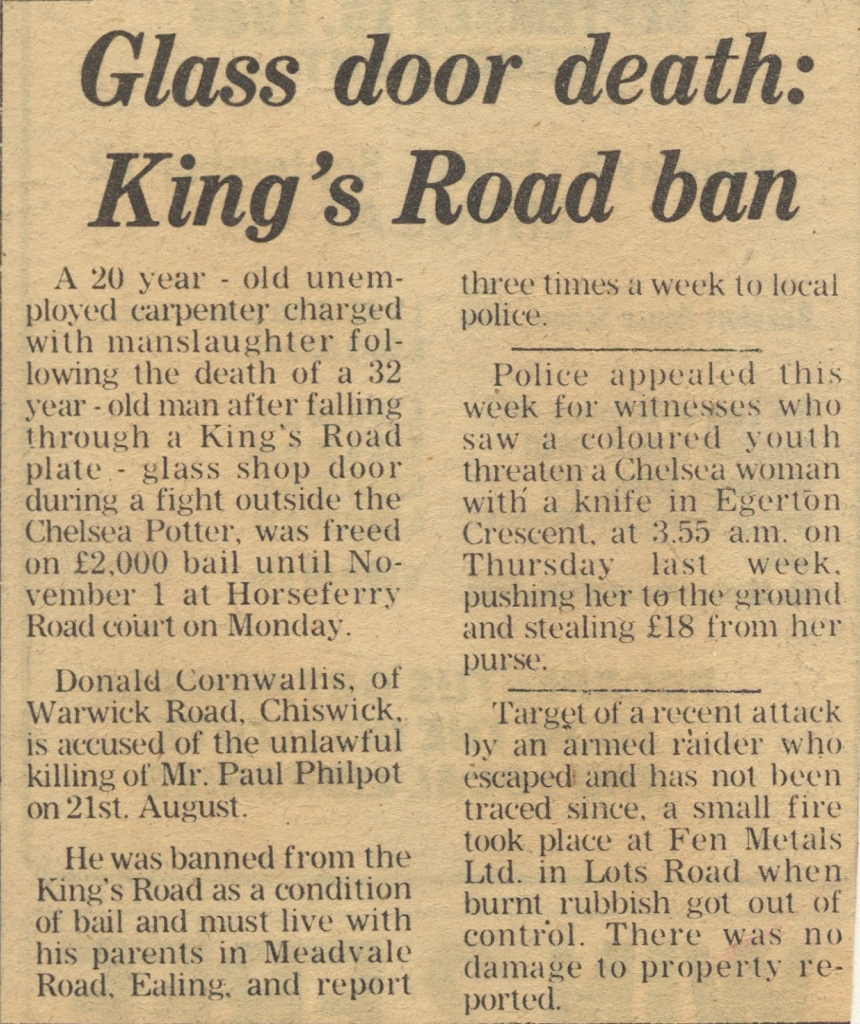 Glass door death:
King's Road ban
A 20 year - old unem-
ployed carpenter charged
with manslaughter fol-
lowing the death of a 32
year - old man after falling
through a King's Road
plate - glass shop door
during a fight outside the
Chelsea Potter, was freed
on £2,000 bail until No-
vember 1 at Horseferry
Road court on Monday.
Donald Cornwallis, of
Warwick Road, Chiswick,
is accused of the unlawful
killing of Mr. Paul Philpot
on 21st. August.
He was banned from the
King's Road as a condition
of bail and must live with
his parents in Meadvale
Road, Ealing, and report
three times a week to local
police.
Police appealed this
week for witnesses who
saw a coloured youth
threaten a Chelsea woman
with a knife in Egerton
Crescent, at 3.55 a.m. on
Thursday last week,
pushing her to the ground
and stealing £18 from her
purse.
Target of a recent attack
by an armed raider who
escaped and has not been
traced since, a small fire
took place at Fen Metals
Ltd. in Lots Road when
burnt rubbish got out of
control. There was no
damage to property re-
ported.